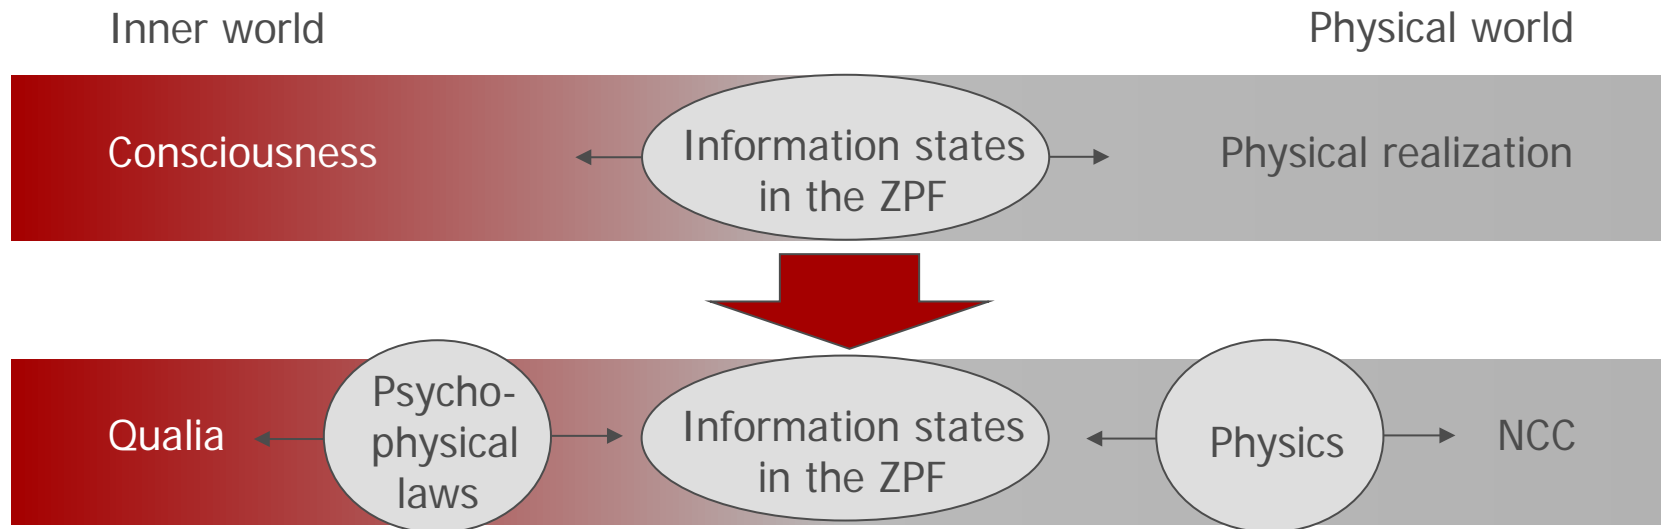 Inner world
Physical world
Consciousness
Information states
in the ZPF
Physical realization
Qualia
Psycho-
physical
laws
Information states
in the ZPF
Physics
NCC